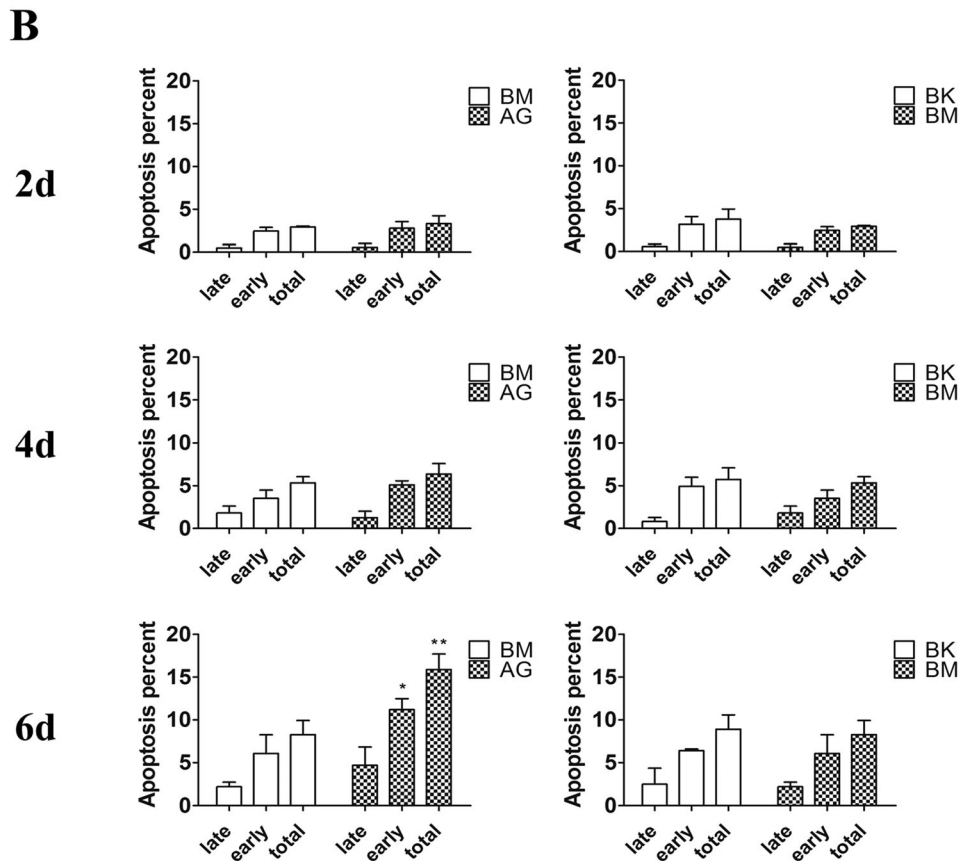 B
2d
Apoptosis percent
20
15
10
5
0
late
early
total
late
early
total
BM
AG
Apoptosis percent
20
15
10
5
0
late
early
total
late
early
total
BK
BM
4d
Apoptosis percent
20
15
10
5
0
late
early
total
late
early
total
BM
AG
Apoptosis percent
20
15
10
5
0
late
early
total
late
early
total
BK
BM
6d
Apoptosis percent
20
15
10
5
0
*
**
late
early
total
late
early
total
BM
AG
Apoptosis percent
20
15
10
5
0
late
early
total
late
early
total
BK
BM